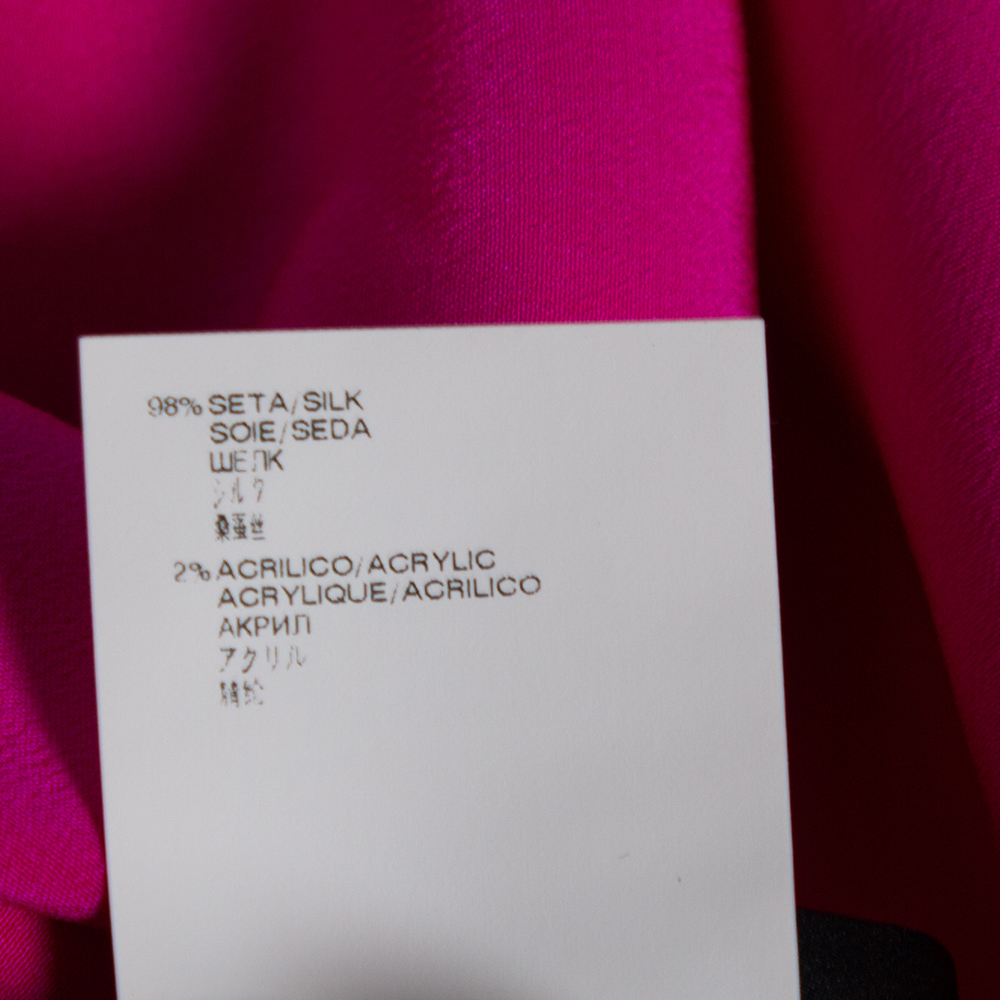 98% SETA/SILK
SOIE/SEDA
ШЕЛК
シルク
桑蚕丝
2% ACRILICO/ACRYLIC
ACRYLIQUE/ACRILICO
АКРИЛ
アクリル
腈纶